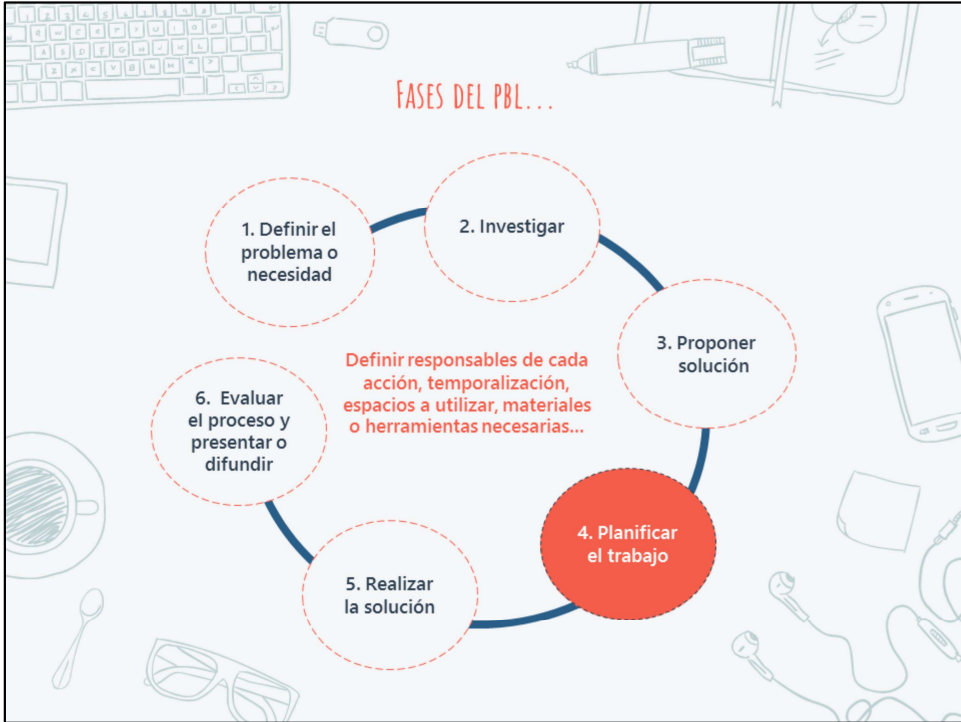 FASES DEL PBL...
1. Definir el
problema o
necesidad
2. Investigar
3. Proponer
solución
Definir responsables de cada
acción, temporalización,
espacios a utilizar, materiales
o herramientas necesarias...
6. Evaluar
el proceso y
presentar o
difundir
4. Planificar
el trabajo
5. Realizar
la solución